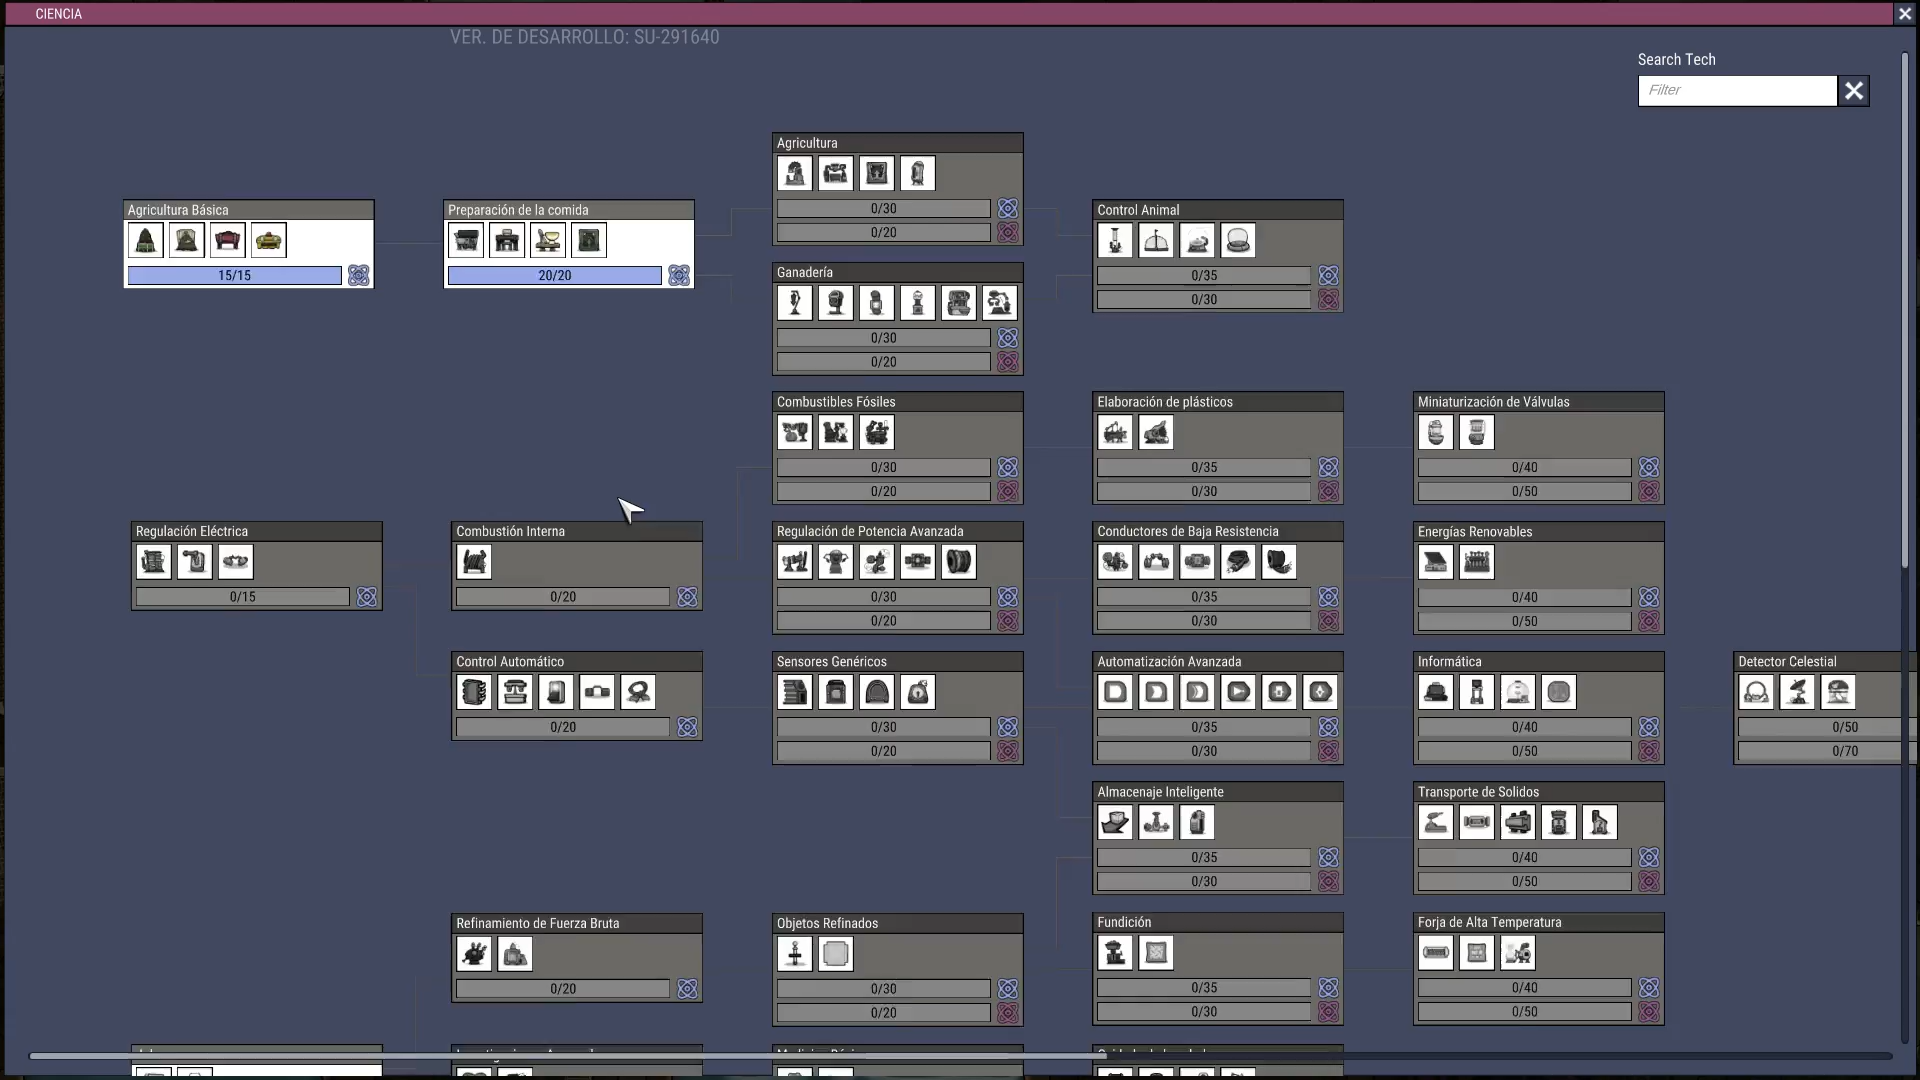 CIENCIA
VER. DE DESARROLLO: SU-291640
Search Tech
Filter
Agricultura
0/30
0/20
Agricultura Básica
15/15
Preparación de la comida
20/20
Control Animal
0/35
0/30
Ganadería
0/30
0/20
Combustibles Fósiles
0/30
0/20
Elaboración de plásticos
0/35
0/30
Miniaturización de Válvulas
0/40
0/50
Regulación Eléctrica
0/15
Combustión Interna
0/20
Regulación de Potencia Avanzada
0/30
0/20
Conductores de Baja Resistencia
0/35
0/30
Energías Renovables
0/40
0/50
Control Automático
0/20
Sensores Genéricos
0/30
0/20
Automatización Avanzada
0/35
0/30
Informática
0/40
0/50
Detector Celestial
0/50
0/70
Almacenaje Inteligente
0/35
0/30
Transporte de Solidos
0/40
0/50
Refinamiento de Fuerza Bruta
0/20
Objetos Refinados
0/30
0/20
Fundición
0/35
0/30
Forja de Alta Temperatura
0/40
0/50